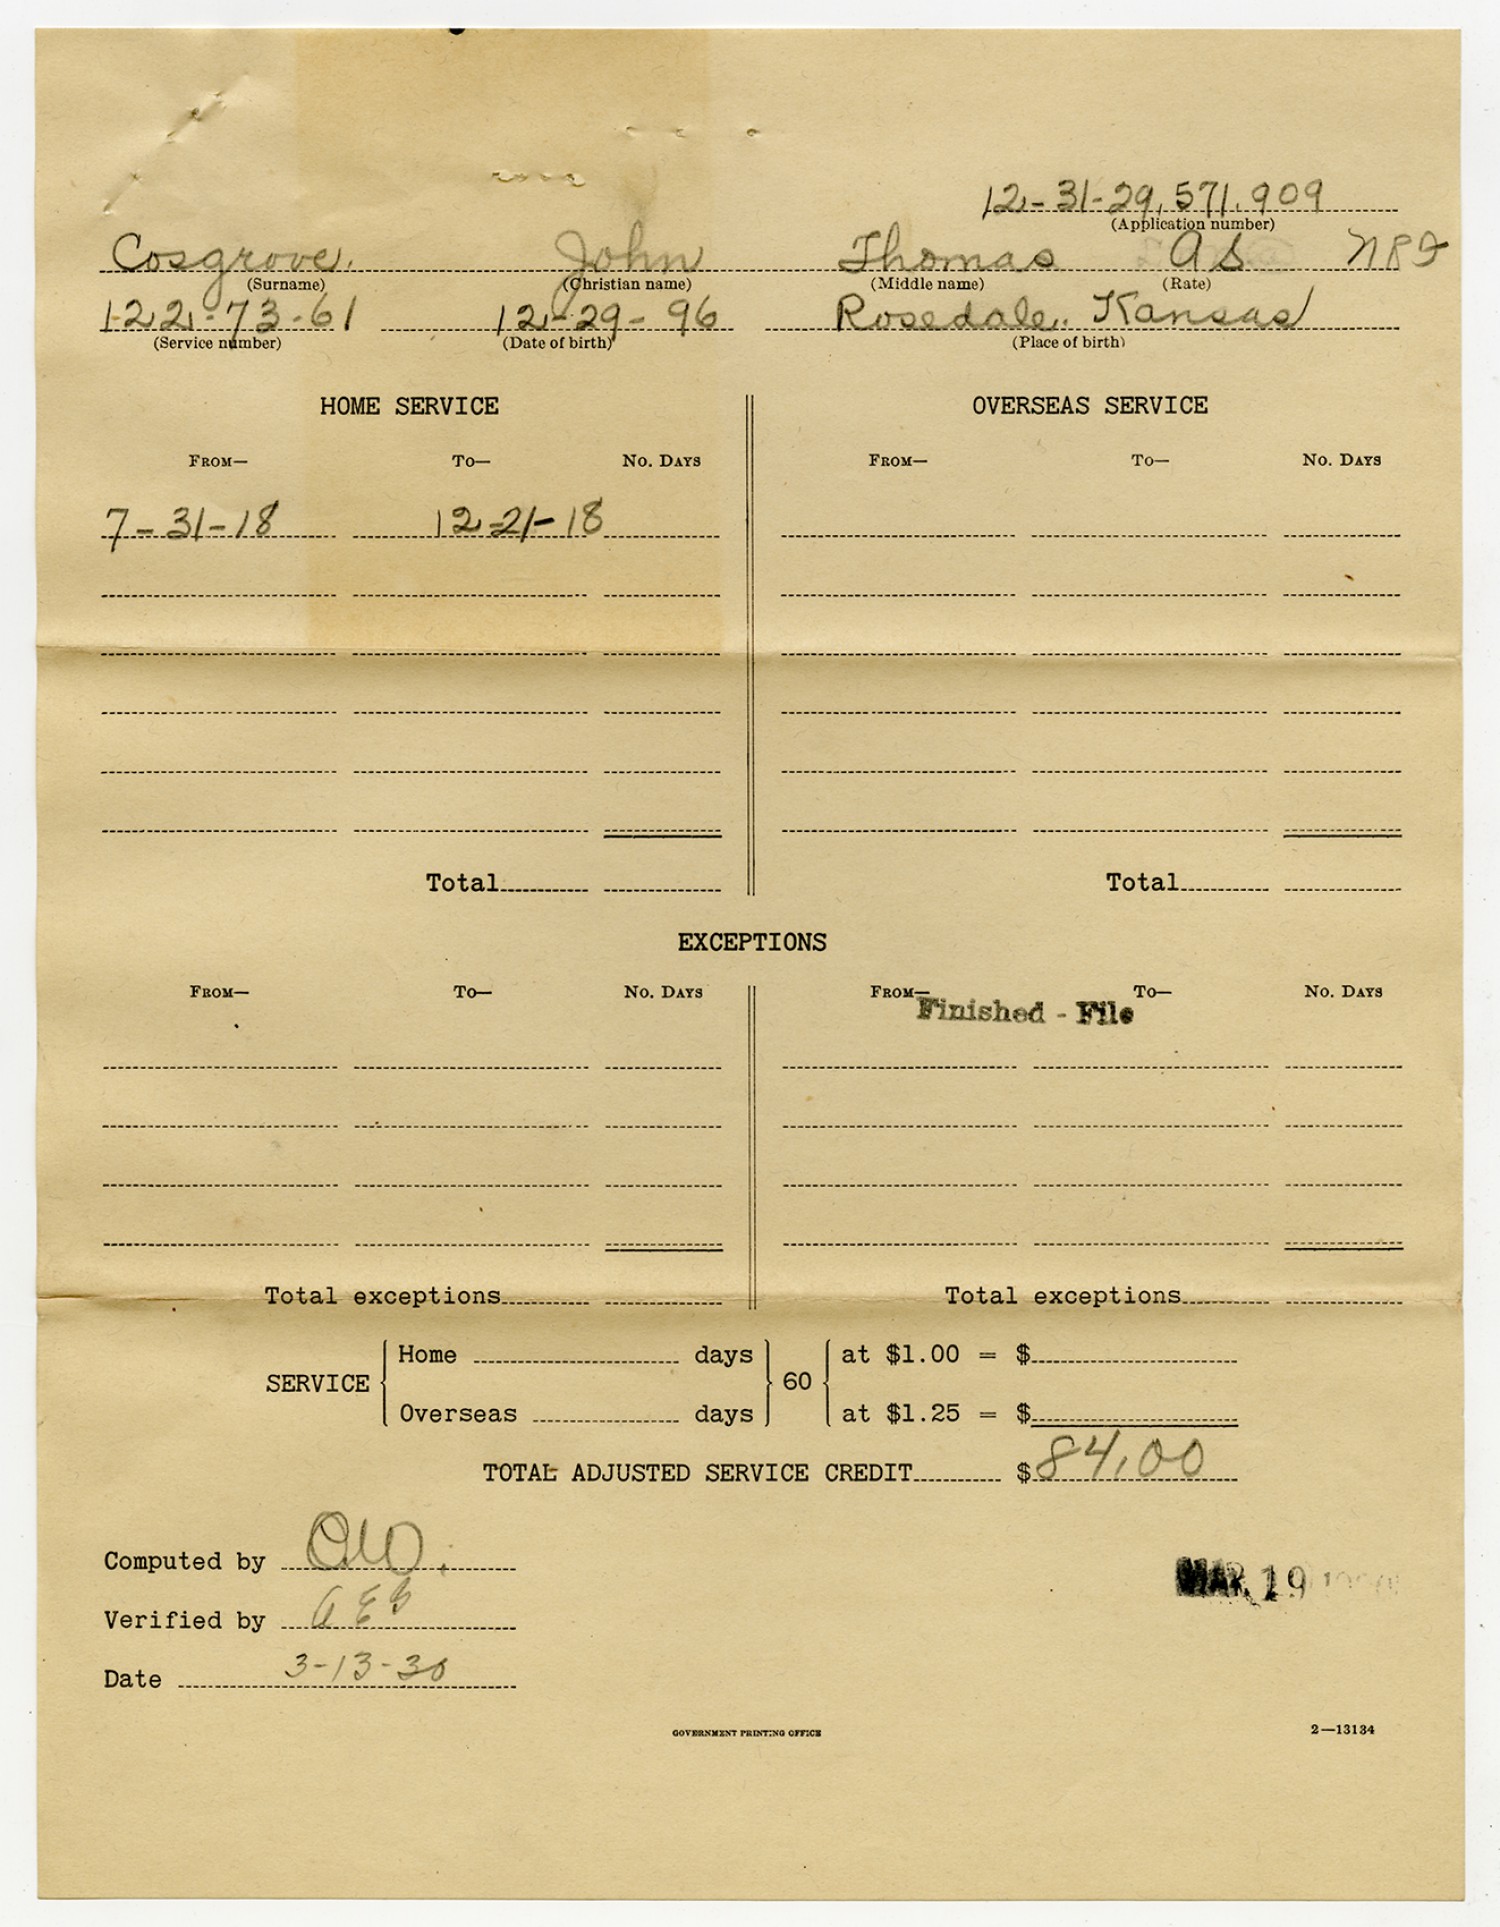 12-31-29,571,909
(Application number)
Cosgrove, John Thomas AS NRF
(Surname) (Christian name) (Middle name) (Rate)
122-73-61 12-29-96 Rosedale, Kansas
(Service number) (Date of birth) (Place of birth)
HOME SERVICE OVERSEAS SERVICE
FROM— TO— NO. DAYS FROM— TO— NO. DAYS
7-31-18 12-21-18
Total Total
EXCEPTIONS
FROM— TO— NO. DAYS FROM— TO— NO. DAYS
Finished - File
Total exceptions Total exceptions
Home days at $1.00 = $
SERVICE 60
Overseas days at $1.25 = $
TOTAL ADJUSTED SERVICE CREDIT $84.00
Computed by
MAR 19
Verified by
Date 3-13-30
GOVERNMENT PRINTING OFFICE 2—13134